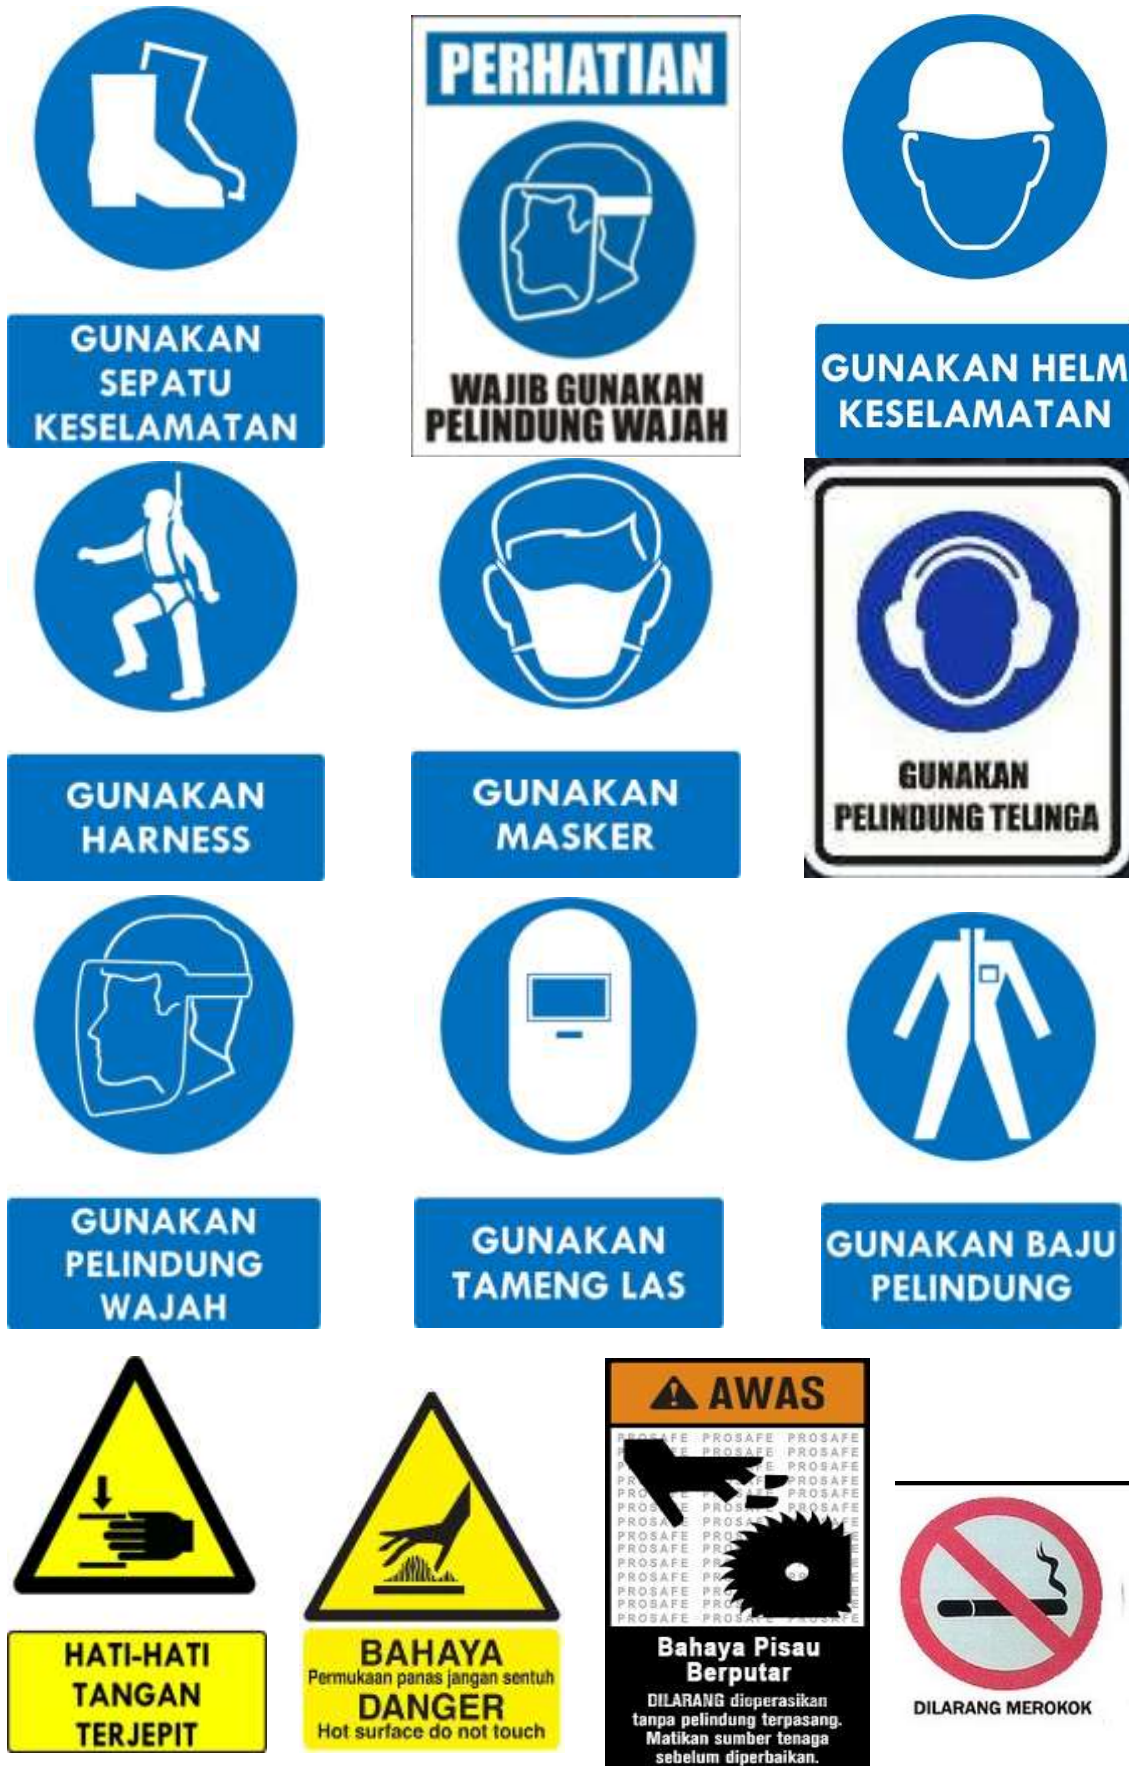 GUNAKAN
SEPATU
KESELAMATAN
PERHATIAN
WAJIB GUNAKAN
PELINDUNG WAJAH
GUNAKAN HELM
KESELAMATAN
GUNAKAN
HARNESS
GUNAKAN
MASKER
GUNAKAN
PELINDUNG TELINGA
GUNAKAN
PELINDUNG
WAJAH
GUNAKAN
TAMENG LAS
GUNAKAN BAJU
PELINDUNG
HATI-HATI
TANGAN
TERJEPIT
BAHAYA
Permukaan panas jangan sentuh
DANGER
Hot surface do not touch
AWAS
PROSAFE PROSAFE PROSAFE
Bahaya Pisau
Berputar
DILARANG dioperasikan
tanpa pelindung terpasang.
Matikan sumber tenaga
sebelum diperbaikan.
DILARANG MEROKOK